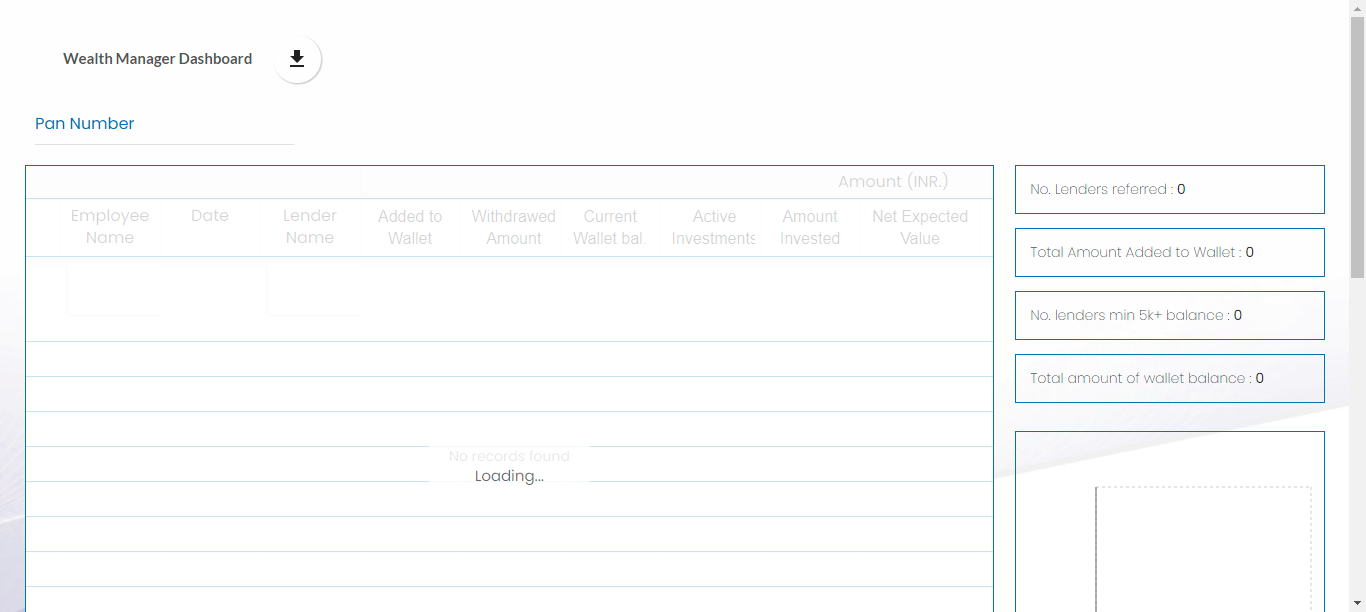 Wealth Manager Dashboard
Pan Number
Amount (INR.)
Employee Name
Date
Lender Name
Added to Wallet
Withdrawed Amount
Current Wallet bal.
Active Investments
Amount Invested
Net Expected Value
No records found
Loading...
No. Lenders referred : 0
Total Amount Added to Wallet : 0
No. lenders min 5k+ balance : 0
Total amount of wallet balance : 0